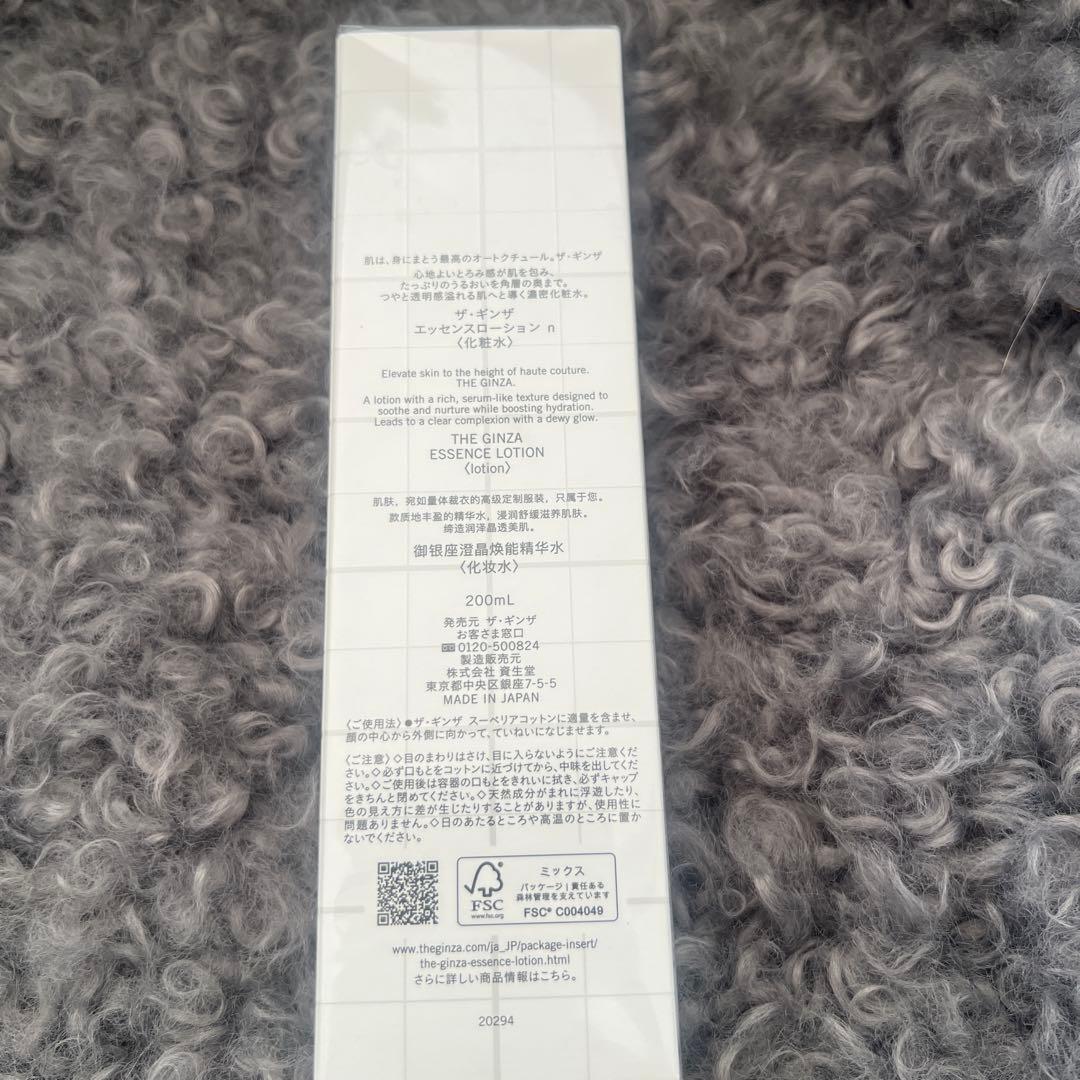 肌は、身にまとう最高のオートクチュール。ザ・ギンザ
心地よいとろみ感が肌を包み、
たっぷりのうるおいを角層の奥まで。
つやと透明感溢れる肌へと導く濃密化粧水。
ザ・ギンザ
エッセンスローション n
〈化粧水〉
Elevate skin to the height of haute couture.
THE GINZA.
A lotion with a rich, serum-like texture designed to
soothe and nurture while boosting hydration.
Leads to a clear complexion with a dewy glow.
THE GINZA
ESSENCE LOTION
〈lotion〉
肌肤，宛如量体裁衣的高级定制服装，只属于您。
款质地丰盈的精华水，浸润舒缓滋养肌肤。
缔造润泽晶透美肌。
御银座澄晶焕能精华水
〈化妆水〉
200mL
発売元 ザ・ギンザ
お客さま窓口
0120-500824
製造販売元
株式会社 資生堂
東京都中央区銀座7-5-5
MADE IN JAPAN
〈ご使用法〉●ザ・ギンザ スーペリアコットンに適量を含ませ、
顔の中心から外側に向かって、ていねいになじませます。
〈ご注意〉◇目のまわりはさけ、目に入らないようにご注意くだ
さい。◇必ず口もとをコットンに近づけてから、中味を出してくだ
さい。◇ご使用後は容器の口もとをきれいに拭き、必ずキャップ
をきちんと閉めてください。◇天然成分がまれに浮遊したり、
色の見え方に差が生じたりすることがありますが、使用性に
問題ありません。◇日のあたるところや高温のところに置か
ないでください。
FSC
www.fsc.org
ミックス
パッケージ | 責任ある
森林管理を支えています
FSC® C004049
www.theginza.com/ja_JP/package-insert/
the-ginza-essence-lotion.html
さらに詳しい商品情報はこちら。
20294